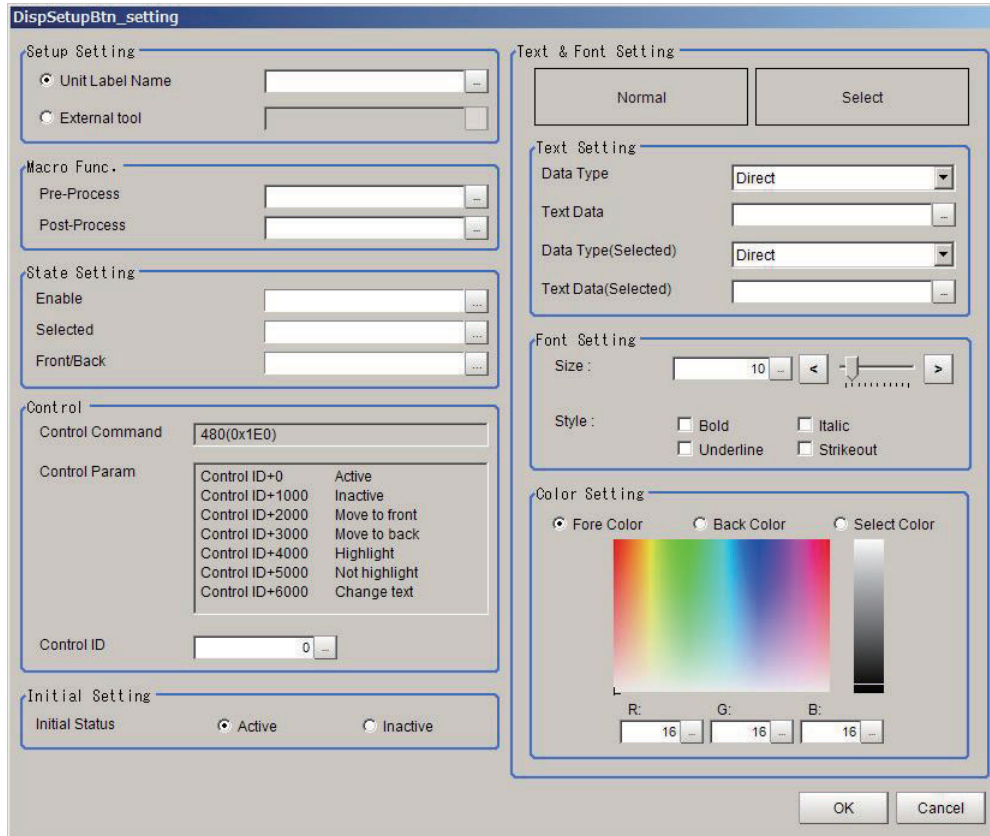 DispSetupBtn_setting
Setup Setting
Unit Label Name
...
External tool
Macro Func.
Pre-Process
...
Post-Process
...
State Setting
Enable
...
Selected
...
Front/Back
...
Control
Control Command
480(0x1E0)
Control Param
Control ID+0 Active
Control ID+1000 Inactive
Control ID+2000 Move to front
Control ID+3000 Move to back
Control ID+4000 Highlight
Control ID+5000 Not highlight
Control ID+6000 Change text
Control ID
0 ...
Initial Setting
Initial Status
Active
Inactive
Text & Font Setting
Normal
Select
Text Setting
Data Type
Direct
Text Data
...
Data Type(Selected)
Direct
Text Data(Selected)
...
Font Setting
Size :
10 ... < >
Style :
Bold
Italic
Underline
Strikeout
Color Setting
Fore Color
Back Color
Select Color
R: G: B:
16 ... 16 ... 16 ...
OK
Cancel